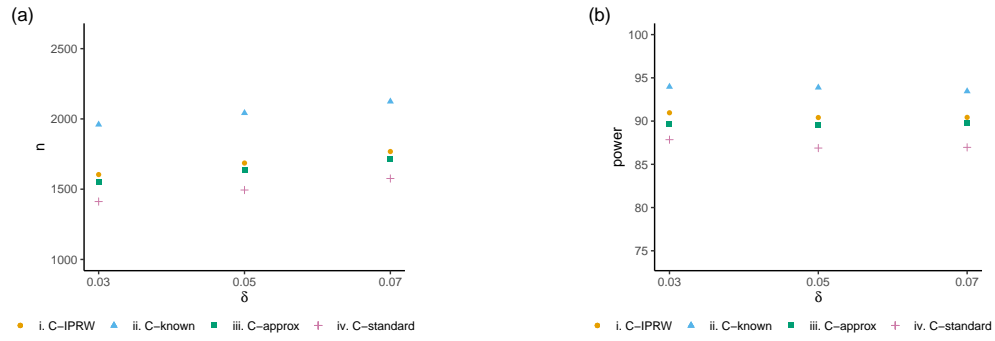 (a)
2500
2000
1500
1000
n
0.03 0.05 0.07
δ
i. C−IPRW ii. C−known iii. C−approx iv. C−standard
(b)
100
95
90
85
80
75
power
0.03 0.05 0.07
δ
i. C−IPRW ii. C−known iii. C−approx iv. C−standard